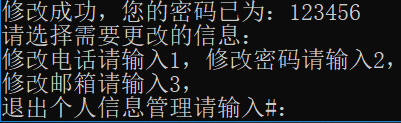 修改成功，您的密码已为：123456
请选择需要更改的信息：
修改电话请输入1，修改密码请输入2，
修改邮箱请输入3，
退出个人信息管理请输入#：